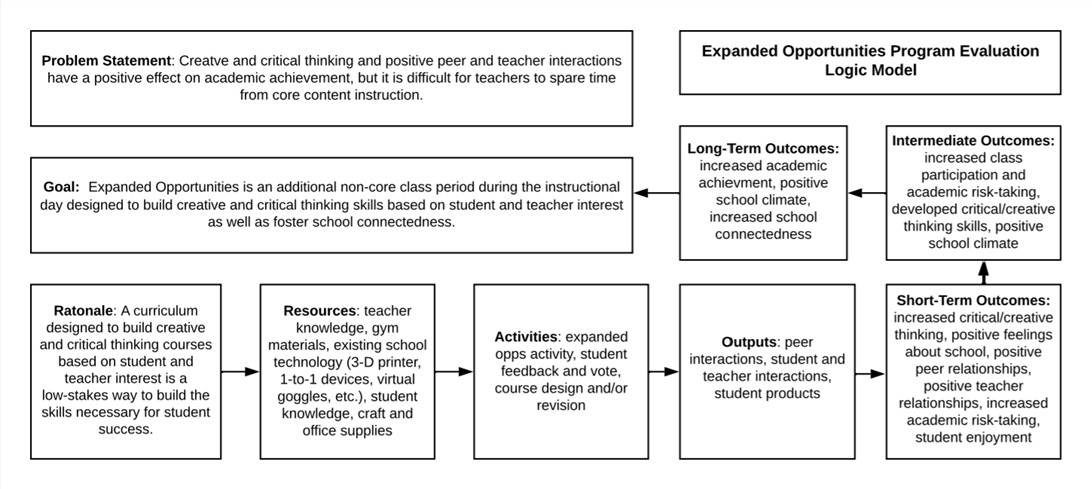 Problem Statement: Creatve and critical thinking and positive peer and teacher interactions
have a positive effect on academic achievement, but it is difficult for teachers to spare time
from core content instruction.
Expanded Opportunities Program Evaluation
Logic Model
Goal: Expanded Opportunities is an additional non-core class period during the instructional
day designed to build creative and critical thinking skills based on student and teacher interest
as well as foster school connectedness.
Long-Term Outcomes:
increased academic
achievment, positive
school climate,
increased school
connectedness
Intermediate Outcomes:
increased class
participation and
academic risk-taking,
developed critical/creative
thinking skills, positive
school climate
Ratonale: A curriculum
designed to build creative
and critical thinking courses
based on student and
teacher interest is a
low-stakes way to build the
skills necessary for student
success.
Resources: teacher
knowledge, gym
materials, existing school
technology (3-D printer,
1-to-1 devices, virtual
goggles, etc.), student
knowledge, craft and
office supplies
Activities: expanded
opps activity, student
feedback and vote,
course design and/or
revision
Outputs: peer
interactions, student and
teacher interactions,
student products
Short-Term Outcomes:
increased critical/creative
thinking, positive feelings
about school, positive
peer relationships,
positive teacher
relationships, increased
academic risk-taking,
student enjoyment